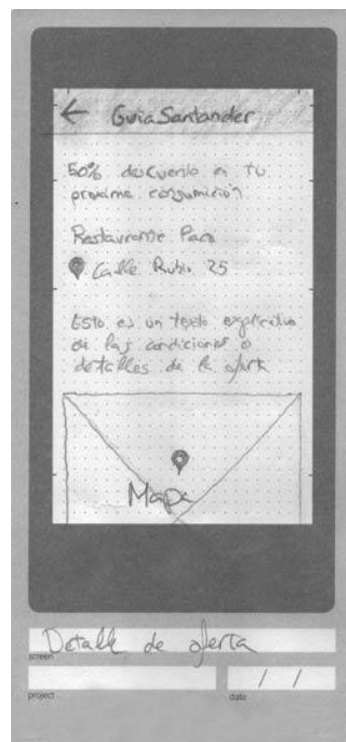 ← Guia Santander
50% descuento en tu
proxima consumición
Restaurante Paco
Calle Rubio 25
Esto es un texto explicativo
de las condiciones o
detalles de la oferta
Mapa
Detalle de oferta
screen
project
date
/ /